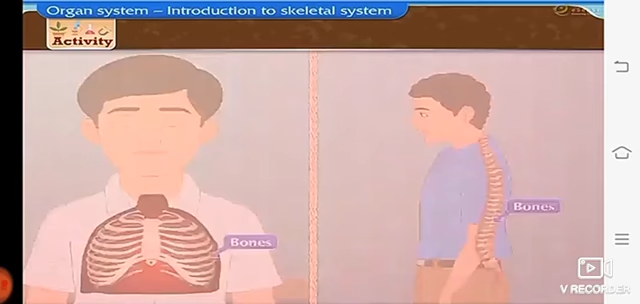 Organ system – Introduction to skeletal system
Activity
Bones
Bones
V RECORDER